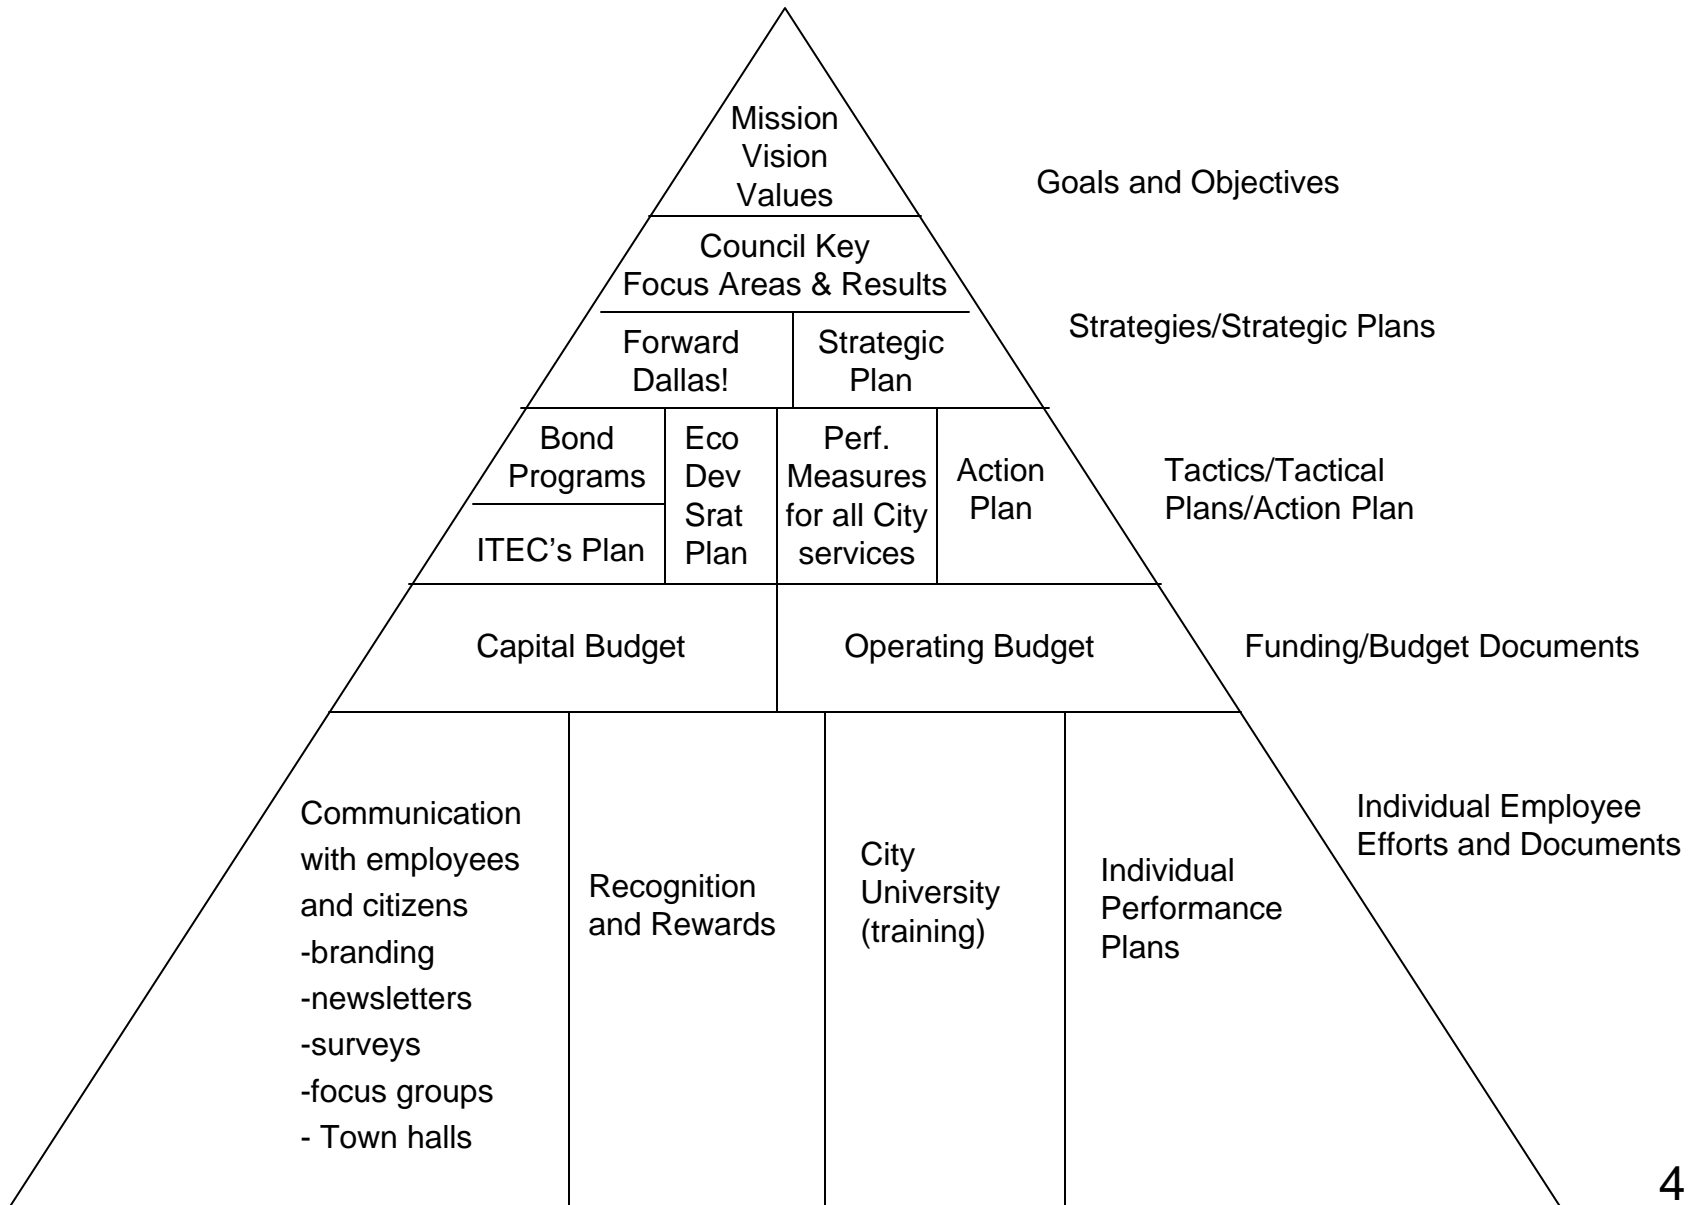 Mission
Vision
Values
Goals and Objectives
Council Key
Focus Areas & Results
Strategies/Strategic Plans
Forward
Dallas!
Strategic
Plan
Bond
Programs
ITEC’s Plan
Eco
Dev
Srat
Plan
Perf.
Measures
for all City
services
Action
Plan
Tactics/Tactical
Plans/Action Plan
Capital Budget
Operating Budget
Funding/Budget Documents
Communication
with employees
and citizens
-branding
-newsletters
-surveys
-focus groups
- Town halls
Recognition
and Rewards
City
University
(training)
Individual
Performance
Plans
Individual Employee
Efforts and Documents
4